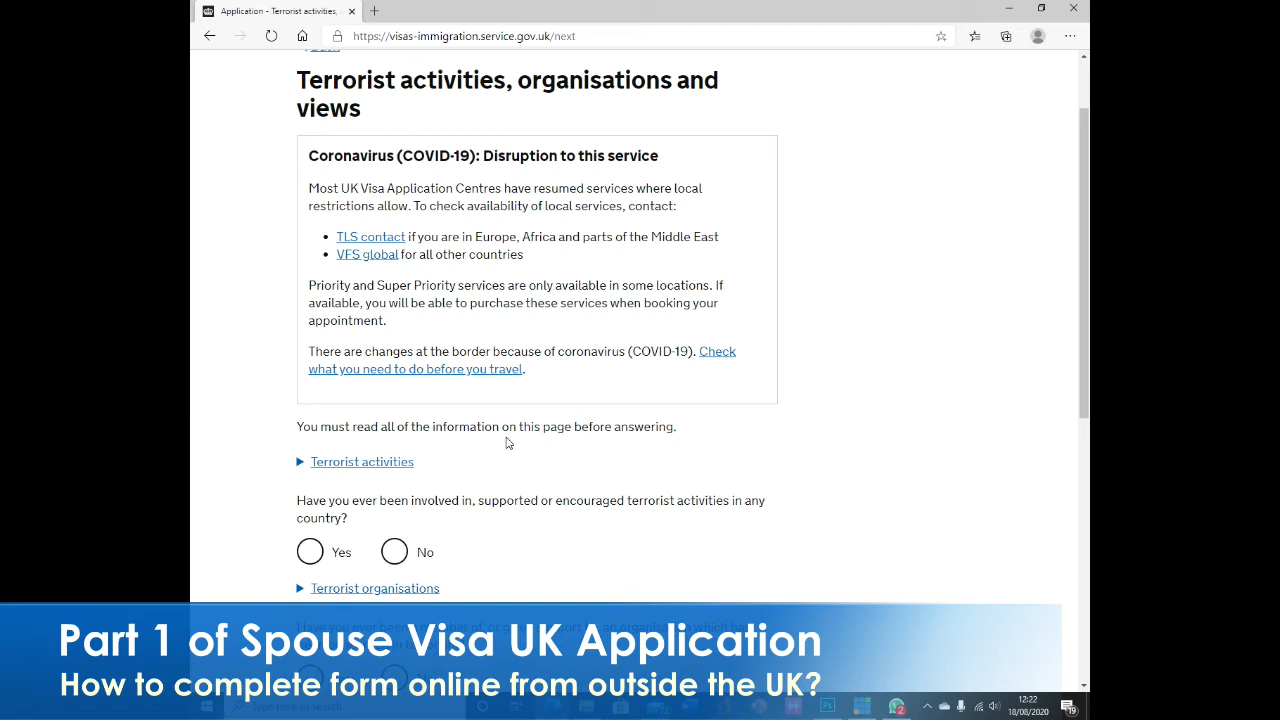 Application - Terrorist activities,
https://visas-immigration.service.gov.uk/next
Back
Terrorist activities, organisations and
views
Coronavirus (COVID-19): Disruption to this service
Most UK Visa Application Centres have resumed services where local
restrictions allow. To check availability of local services, contact:
• TLS contact if you are in Europe, Africa and parts of the Middle East
• VFS global for all other countries
Priority and Super Priority services are only available in some locations. If
available, you will be able to purchase these services when booking your
appointment.
There are changes at the border because of coronavirus (COVID-19). Check
what you need to do before you travel.
You must read all of the information on this page before answering.
Terrorist activities
Have you ever been involved in, supported or encouraged terrorist activities in any
country?
Yes No
Terrorist organisations
Part 1 of Spouse Visa UK Application
How to complete form online from outside the UK?
Type here to search
2
12:22
18/08/2020
19